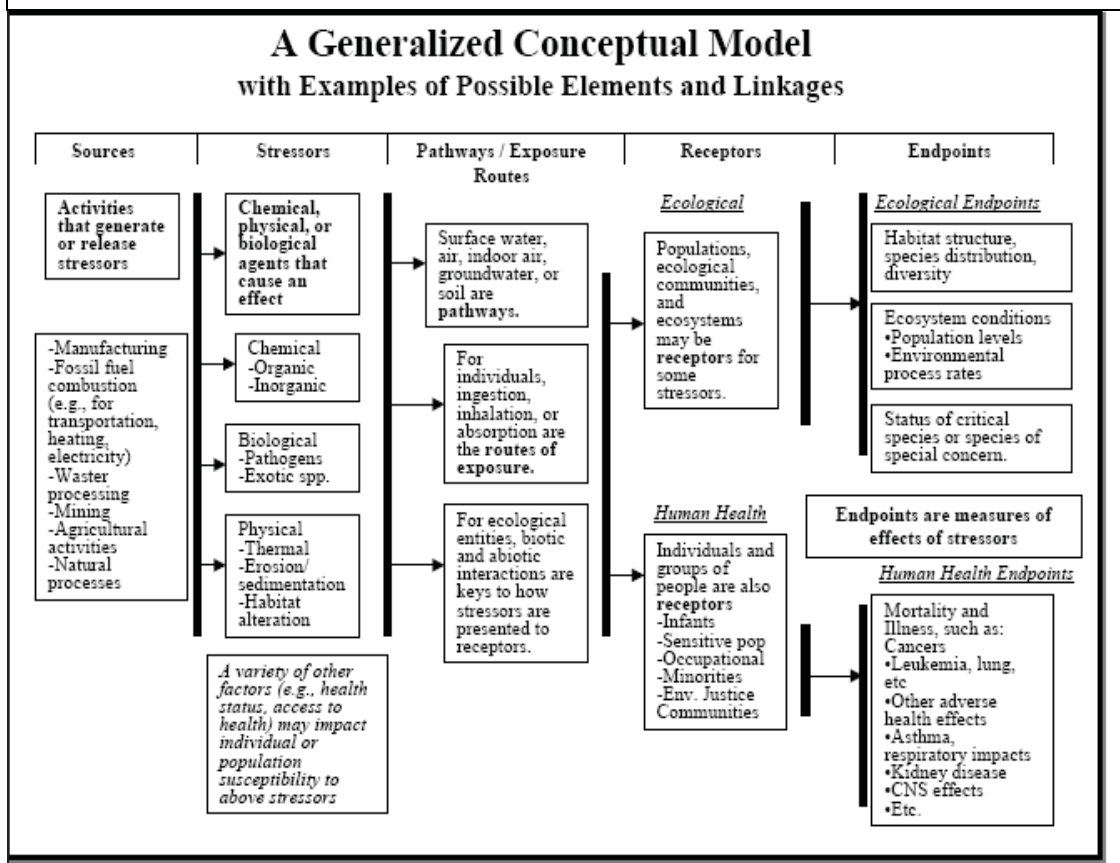 A Generalized Conceptual Model
with Examples of Possible Elements and Linkages
Sources
Stressors
Pathways / Exposure
Routes
Receptors
Endpoints
Activities
that generate
or release
stressors
-Manufacturing
-Fossil fuel
combustion
(e.g., for
transportation,
heating,
electricity)
-Waster
processing
-Mining
-Agricultural
activities
-Natural
processes
Chemical,
physical, or
biological
agents that
cause an
effect
Chemical
-Organic
-Inorganic
Biological
-Pathogens
-Exotic spp.
Physical
-Thermal
-Erosion/
sedimentation
-Habitat
alteration
A variety of other
factors (e.g., health
status, access to
health) may impact
individual or
population
susceptibility to
above stressors
Surface water,
air, indoor air,
groundwater, or
soil are
pathways.
For
individuals,
ingestion,
inhalation, or
absorption are
the routes of
exposure.
For ecological
entities, biotic
and abiotic
interactions are
keys to how
stressors are
presented to
receptors.
Ecological
Populations,
ecological
communities,
and
ecosystems
may be
receptors for
some
stressors.
Human Health
Individuals and
groups of
people are also
receptors
-Infants
-Sensitive pop
-Occupational
-Minorities
-Env. Justice
Communities
Ecological Endpoints
Habitat structure,
species distribution,
diversity
Ecosystem conditions
•Population levels
•Environmental
process rates
Status of critical
species or species of
special concern.
Endpoints are measures of
effects of stressors
Human Health Endpoints
Mortality and
Illness, such as:
Cancers
•Leukemia, lung,
etc
•Other adverse
health effects
•Asthma,
respiratory impacts
•Kidney disease
•CNS effects
•Etc.